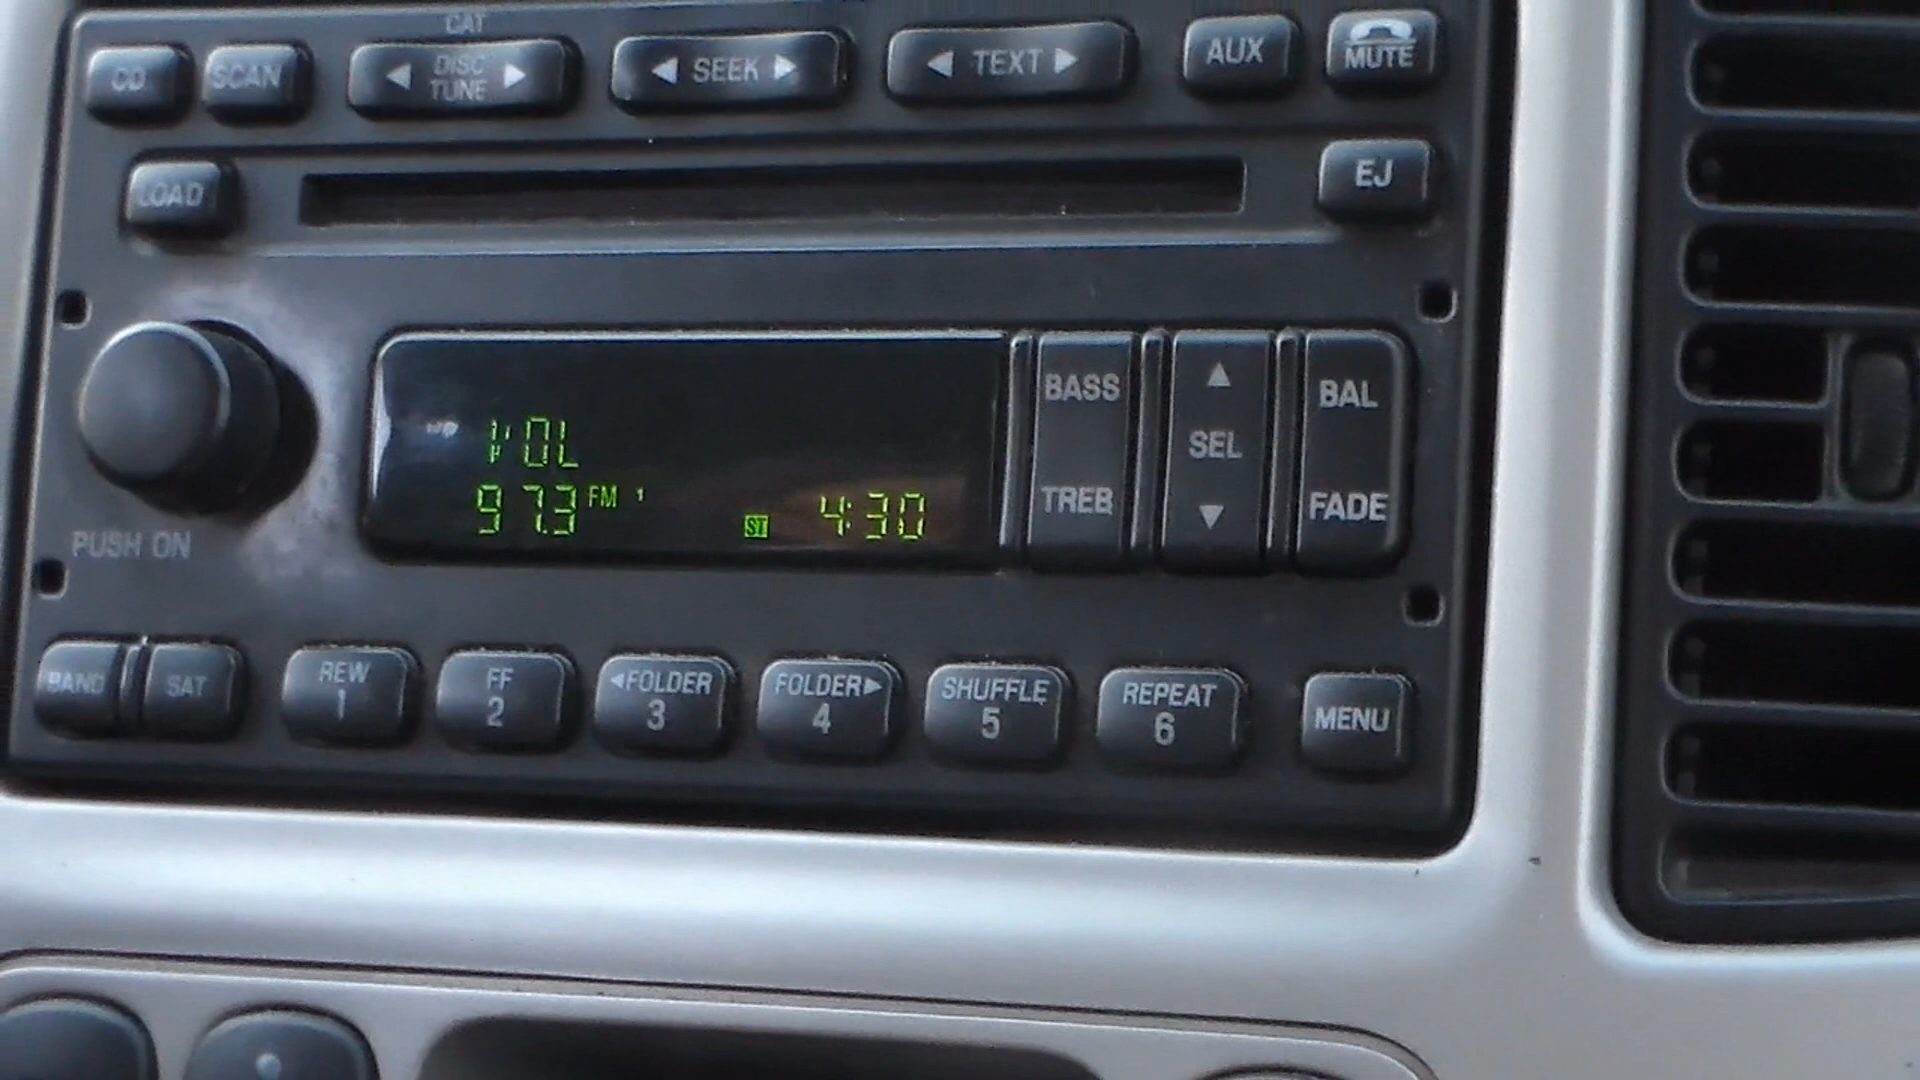 CAT
CD SCAN ◀ DISC TUNE ▶ ◀ SEEK ▶ ◀ TEXT ▶ AUX MUTE
LOAD EJ
BASS ▲ BAL
VOL SEL
97.3 FM 1 ST 4:30 TREB ▼ FADE
PUSH ON
BAND SAT REW 1 FF 2 ◀FOLDER 3 FOLDER▶ 4 SHUFFLE 5 REPEAT 6 MENU